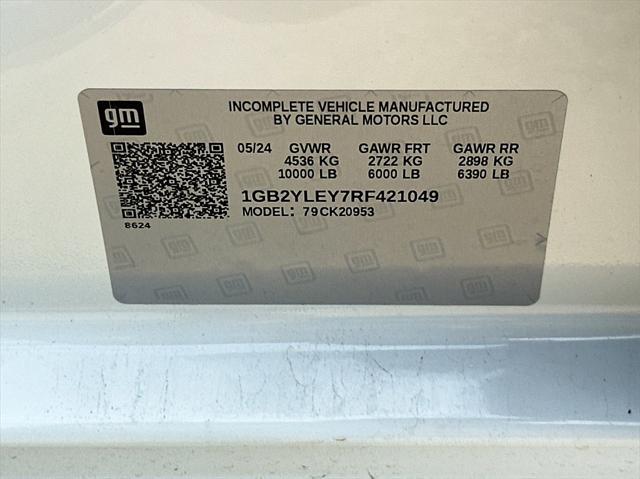 gm
INCOMPLETE VEHICLE MANUFACTURED
BY GENERAL MOTORS LLC
05/24 GVWR GAWR FRT GAWR RR
4536 KG 2722 KG 2898 KG
10000 LB 6000 LB 6390 LB
1GB2YLEY7RF421049
MODEL: 79CK20953
8624